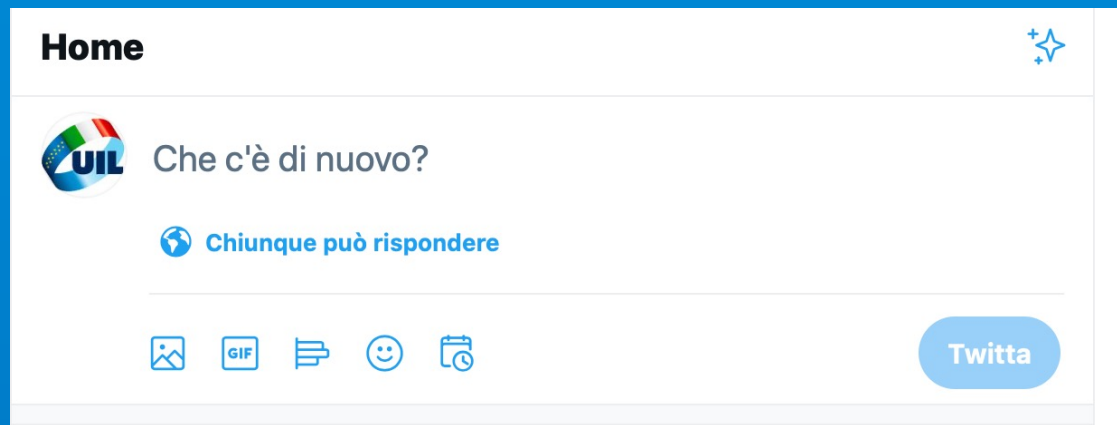 Home
UIL
Che c'è di nuovo?
Chiunque può rispondere
GIF
Twitta